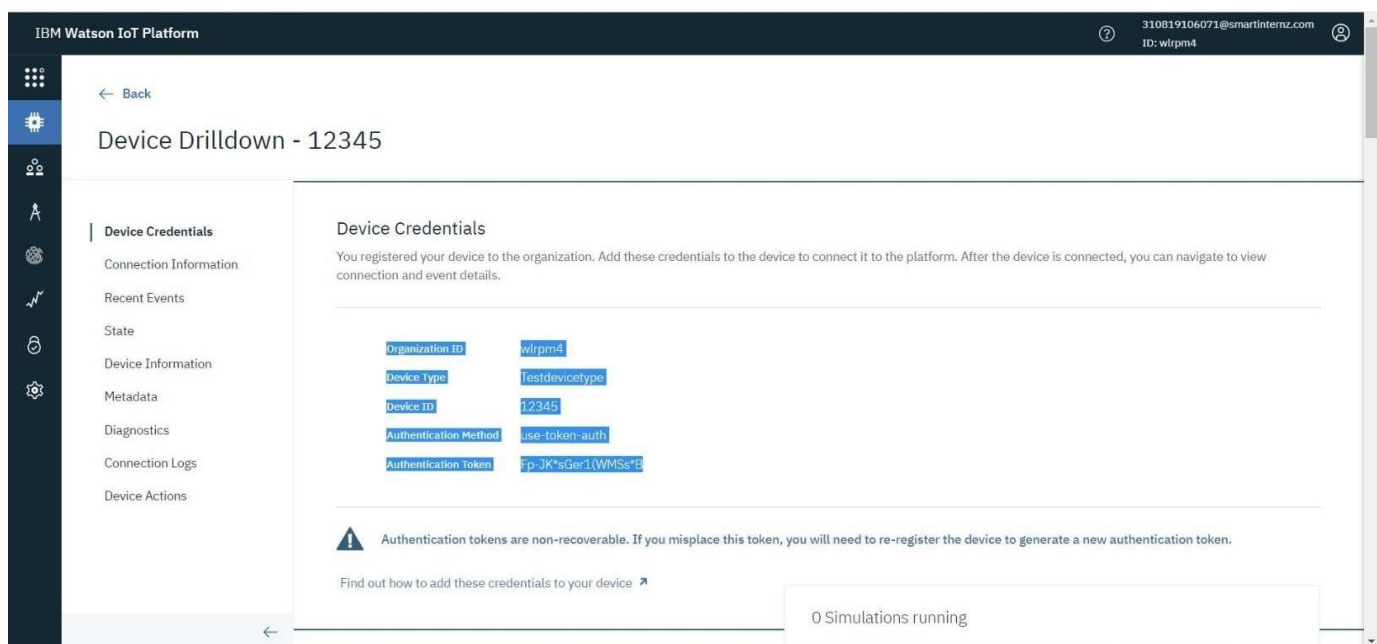 IBM Watson IoT Platform
310819106071@smartinternz.com
ID: wlrpm4
Back
Device Drilldown - 12345
Device Credentials
Connection Information
Recent Events
State
Device Information
Metadata
Diagnostics
Connection Logs
Device Actions
Device Credentials
You registered your device to the organization. Add these credentials to the device to connect it to the platform. After the device is connected, you can navigate to view
connection and event details.
Organization ID wlrpm4
Device Type Testdevicetype
Device ID 12345
Authentication Method use-token-auth
Authentication Token Fp-JK*sGer1(WMSs*B
Authentication tokens are non-recoverable. If you misplace this token, you will need to re-register the device to generate a new authentication token.
Find out how to add these credentials to your device
0 Simulations running